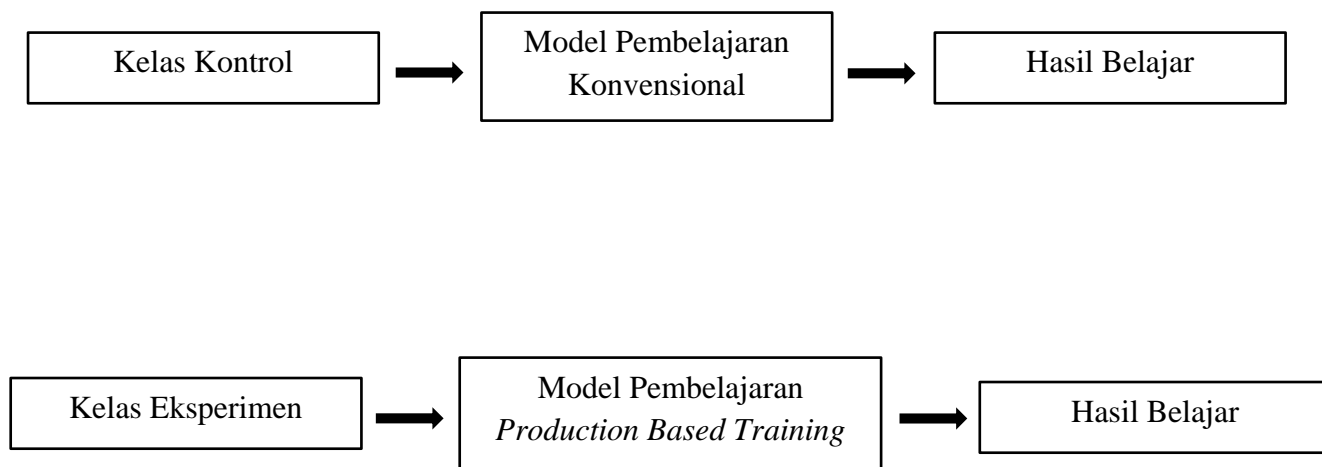 Kelas Kontrol
Model Pembelajaran
Konvensional
Hasil Belajar
Kelas Eksperimen
Model Pembelajaran
Production Based Training
Hasil Belajar